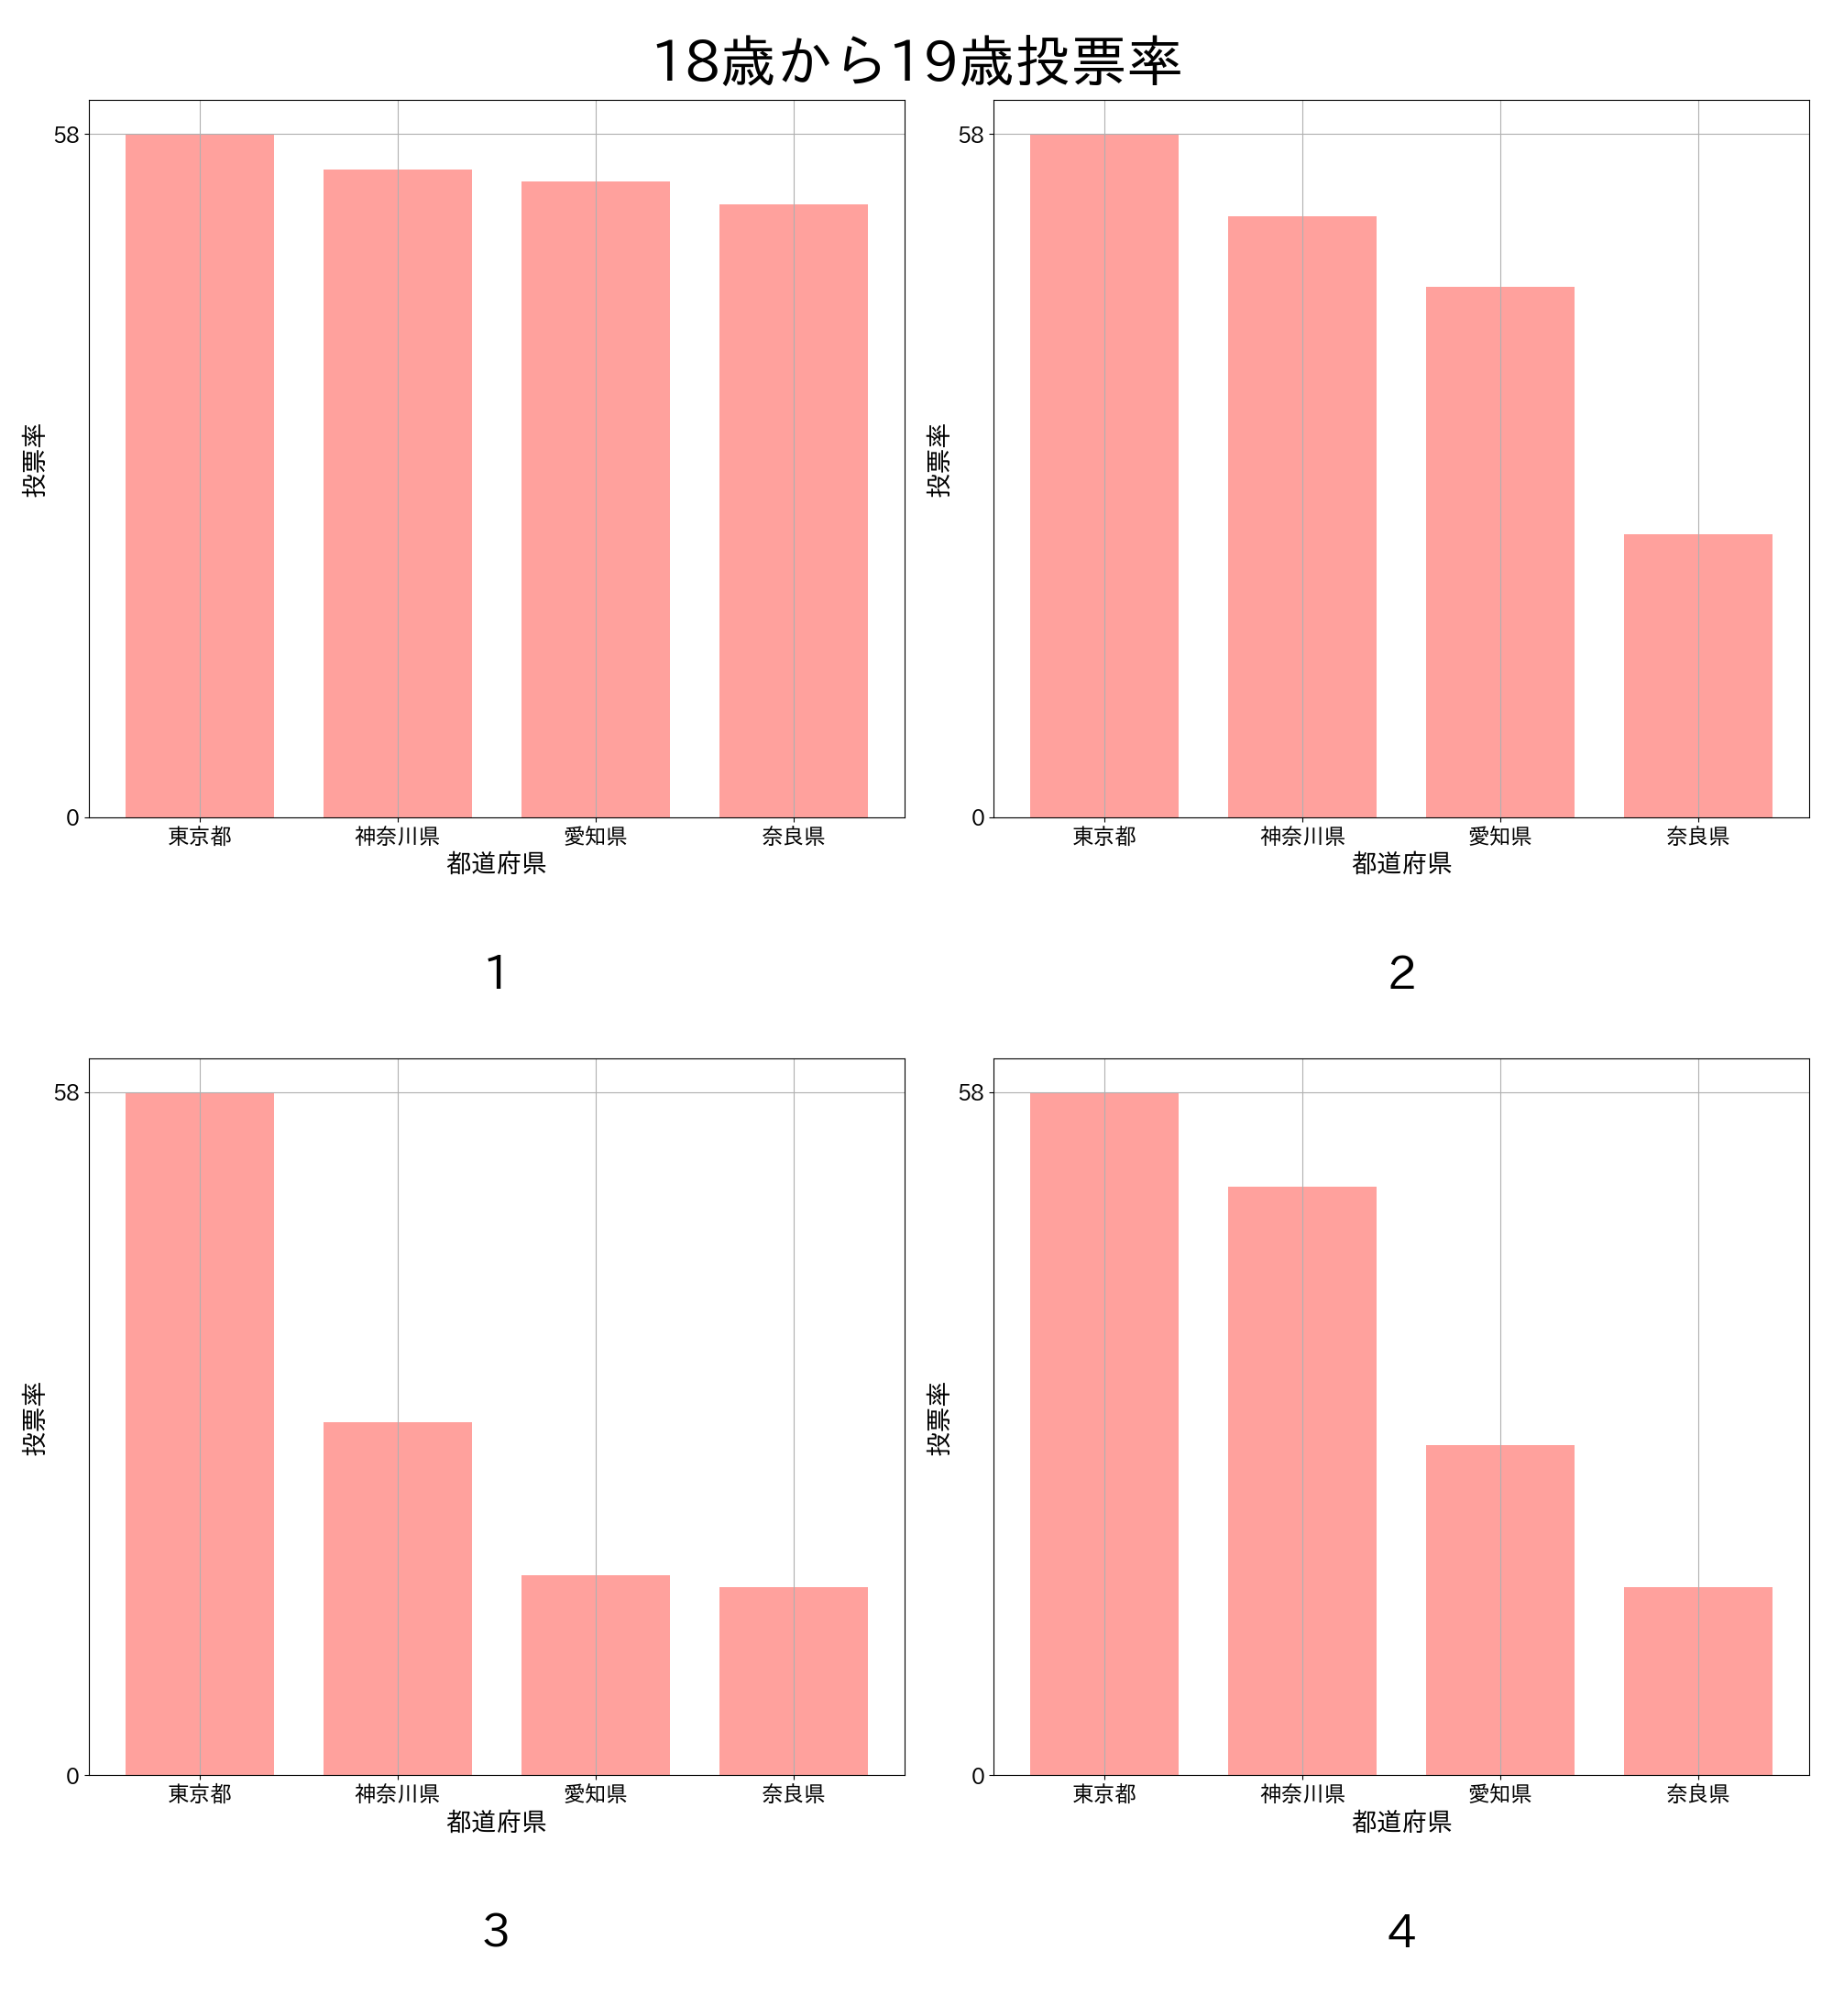 18歳から19歳投票率
58
0
投票率
東京都 神奈川県 愛知県 奈良県
都道府県
1
58
0
投票率
東京都 神奈川県 愛知県 奈良県
都道府県
2
58
0
投票率
東京都 神奈川県 愛知県 奈良県
都道府県
3
58
0
投票率
東京都 神奈川県 愛知県 奈良県
都道府県
4